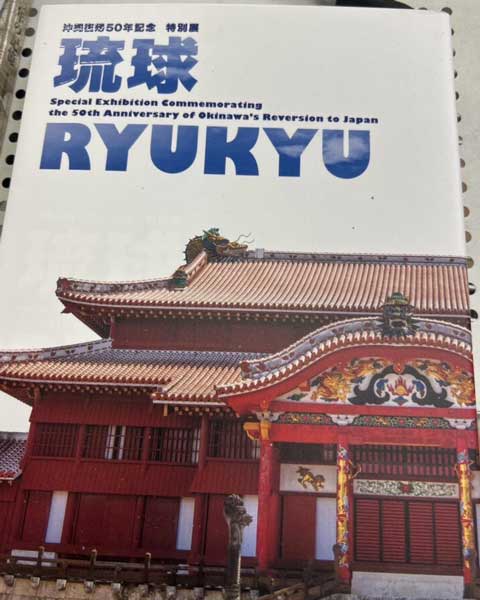 沖縄復帰50年記念 特別展
琉球
Special Exhibition Commemorating
the 50th Anniversary of Okinawa's Reversion to Japan
RYUKYU